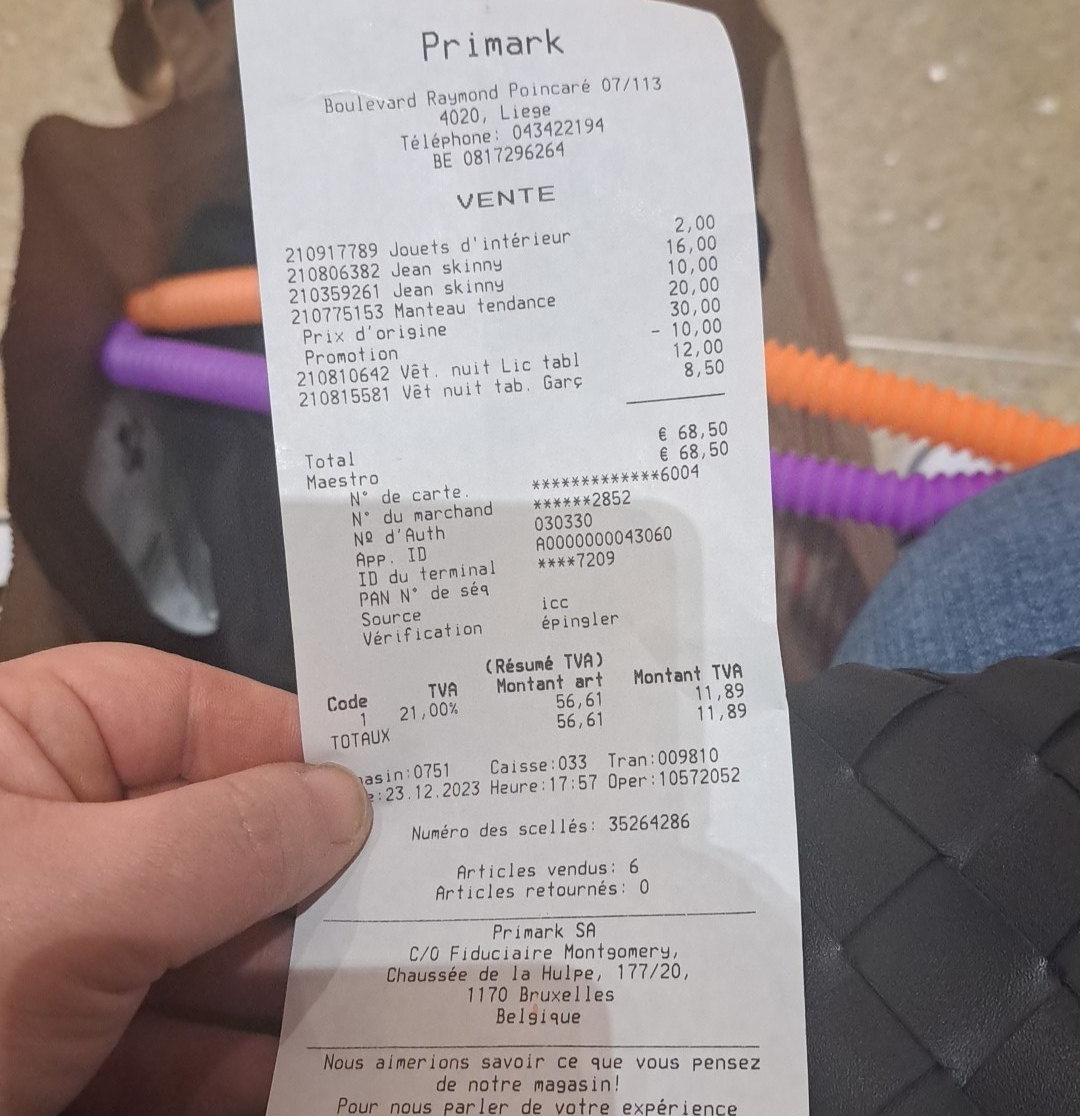 Primark
Boulevard Raymond Poincaré 07/113
4020, Liege
Téléphone: 043422194
BE 0817296264
VENTE
210917789 Jouets d'intérieur 2,00
210806382 Jean skinny 16,00
210359261 Jean skinny 10,00
210775153 Manteau tendance 20,00
Prix d'origine 30,00
Promotion - 10,00
210810642 Vêt. nuit Lic tabl 12,00
210815581 Vêt nuit tab. Garç 8,50
Total € 68,50
Maestro € 68,50
N° de carte. *************6004
N° du marchand ******2852
Nº d'Auth 030330
App. ID A0000000043060
ID du terminal ****7209
PAN N° de séq
Source icc
Vérification épingler
(Résumé TVA)
Code TVA Montant art Montant TVA
1 21,00% 56,61 11,89
TOTAUX 56,61 11,89
asin:0751 Caisse:033 Tran:009810
:23.12.2023 Heure:17:57 Oper:10572052
Numéro des scellés: 35264286
Articles vendus: 6
Articles retournés: 0
Primark SA
C/O Fiduciaire Montgomery,
Chaussée de la Hulpe, 177/20,
1170 Bruxelles
Belgique
Nous aimerions savoir ce que vous pensez
de notre magasin!
Pour nous parler de votre expérience